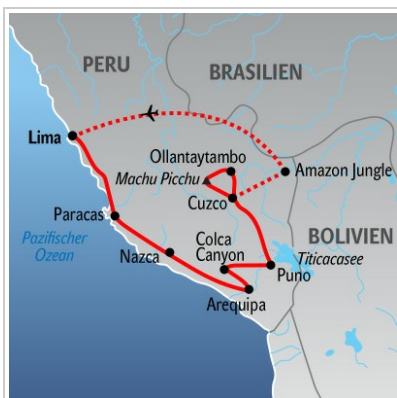 PERU
BRASILIEN
Lima
Ollantaytambo
Machu Picchu
Amazon Jungle
Cuzco
Paracas
Pazifischer
Ozean
Nazca
Colca
Canyon
BOLIVIEN
Titicacasee
Puno
Arequipa